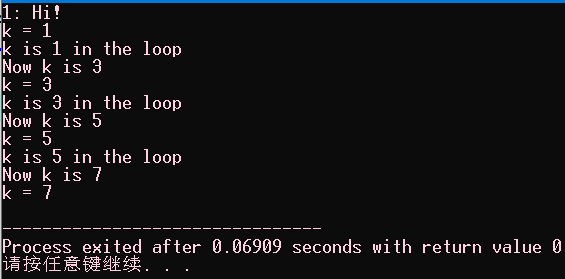 1: Hi!
k = 1
k is 1 in the loop
Now k is 3
k = 3
k is 3 in the loop
Now k is 5
k = 5
k is 5 in the loop
Now k is 7
k = 7
--------------------------------
Process exited after 0.06909 seconds with return value 0
请按任意键继续. . .